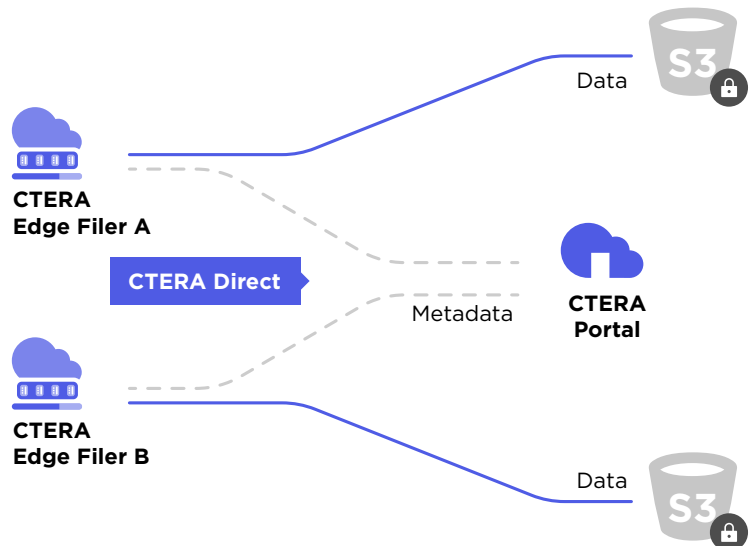 S3
Data
CTERA
Edge Filer A
CTERA Direct
Metadata
CTERA
Portal
CTERA
Edge Filer B
Data
S3